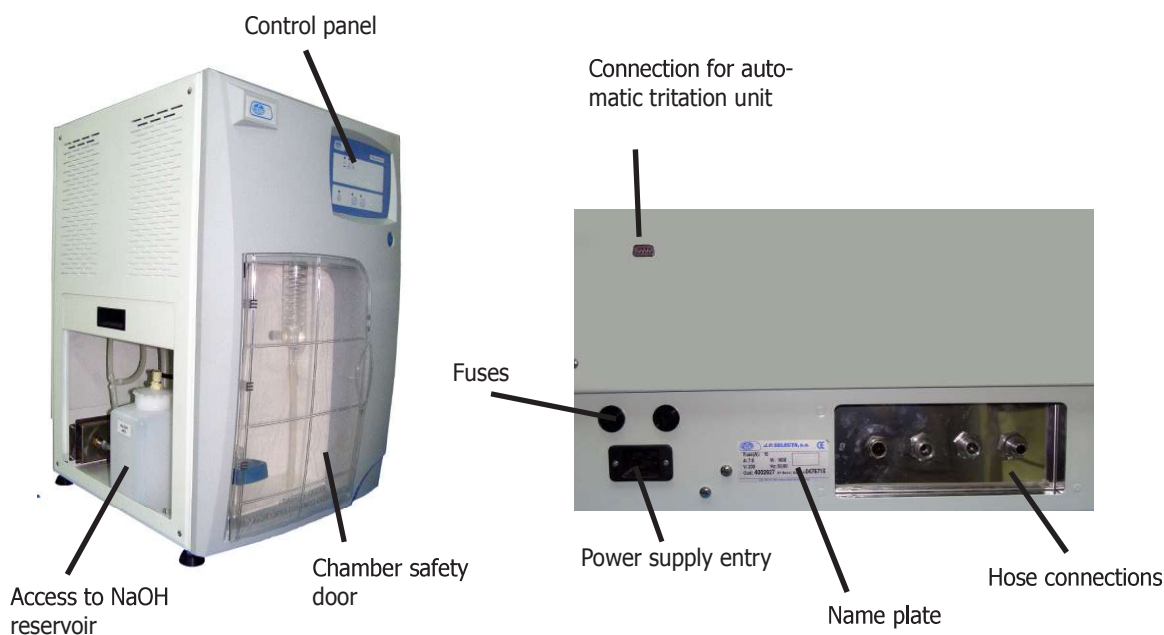 Control panel
Connection for auto-
matic tritation unit
Fuses
J.P. SELECTA, s.a.
CE
Power supply entry
Chamber safety
door
Hose connections
Access to NaOH
reservoir
Name plate